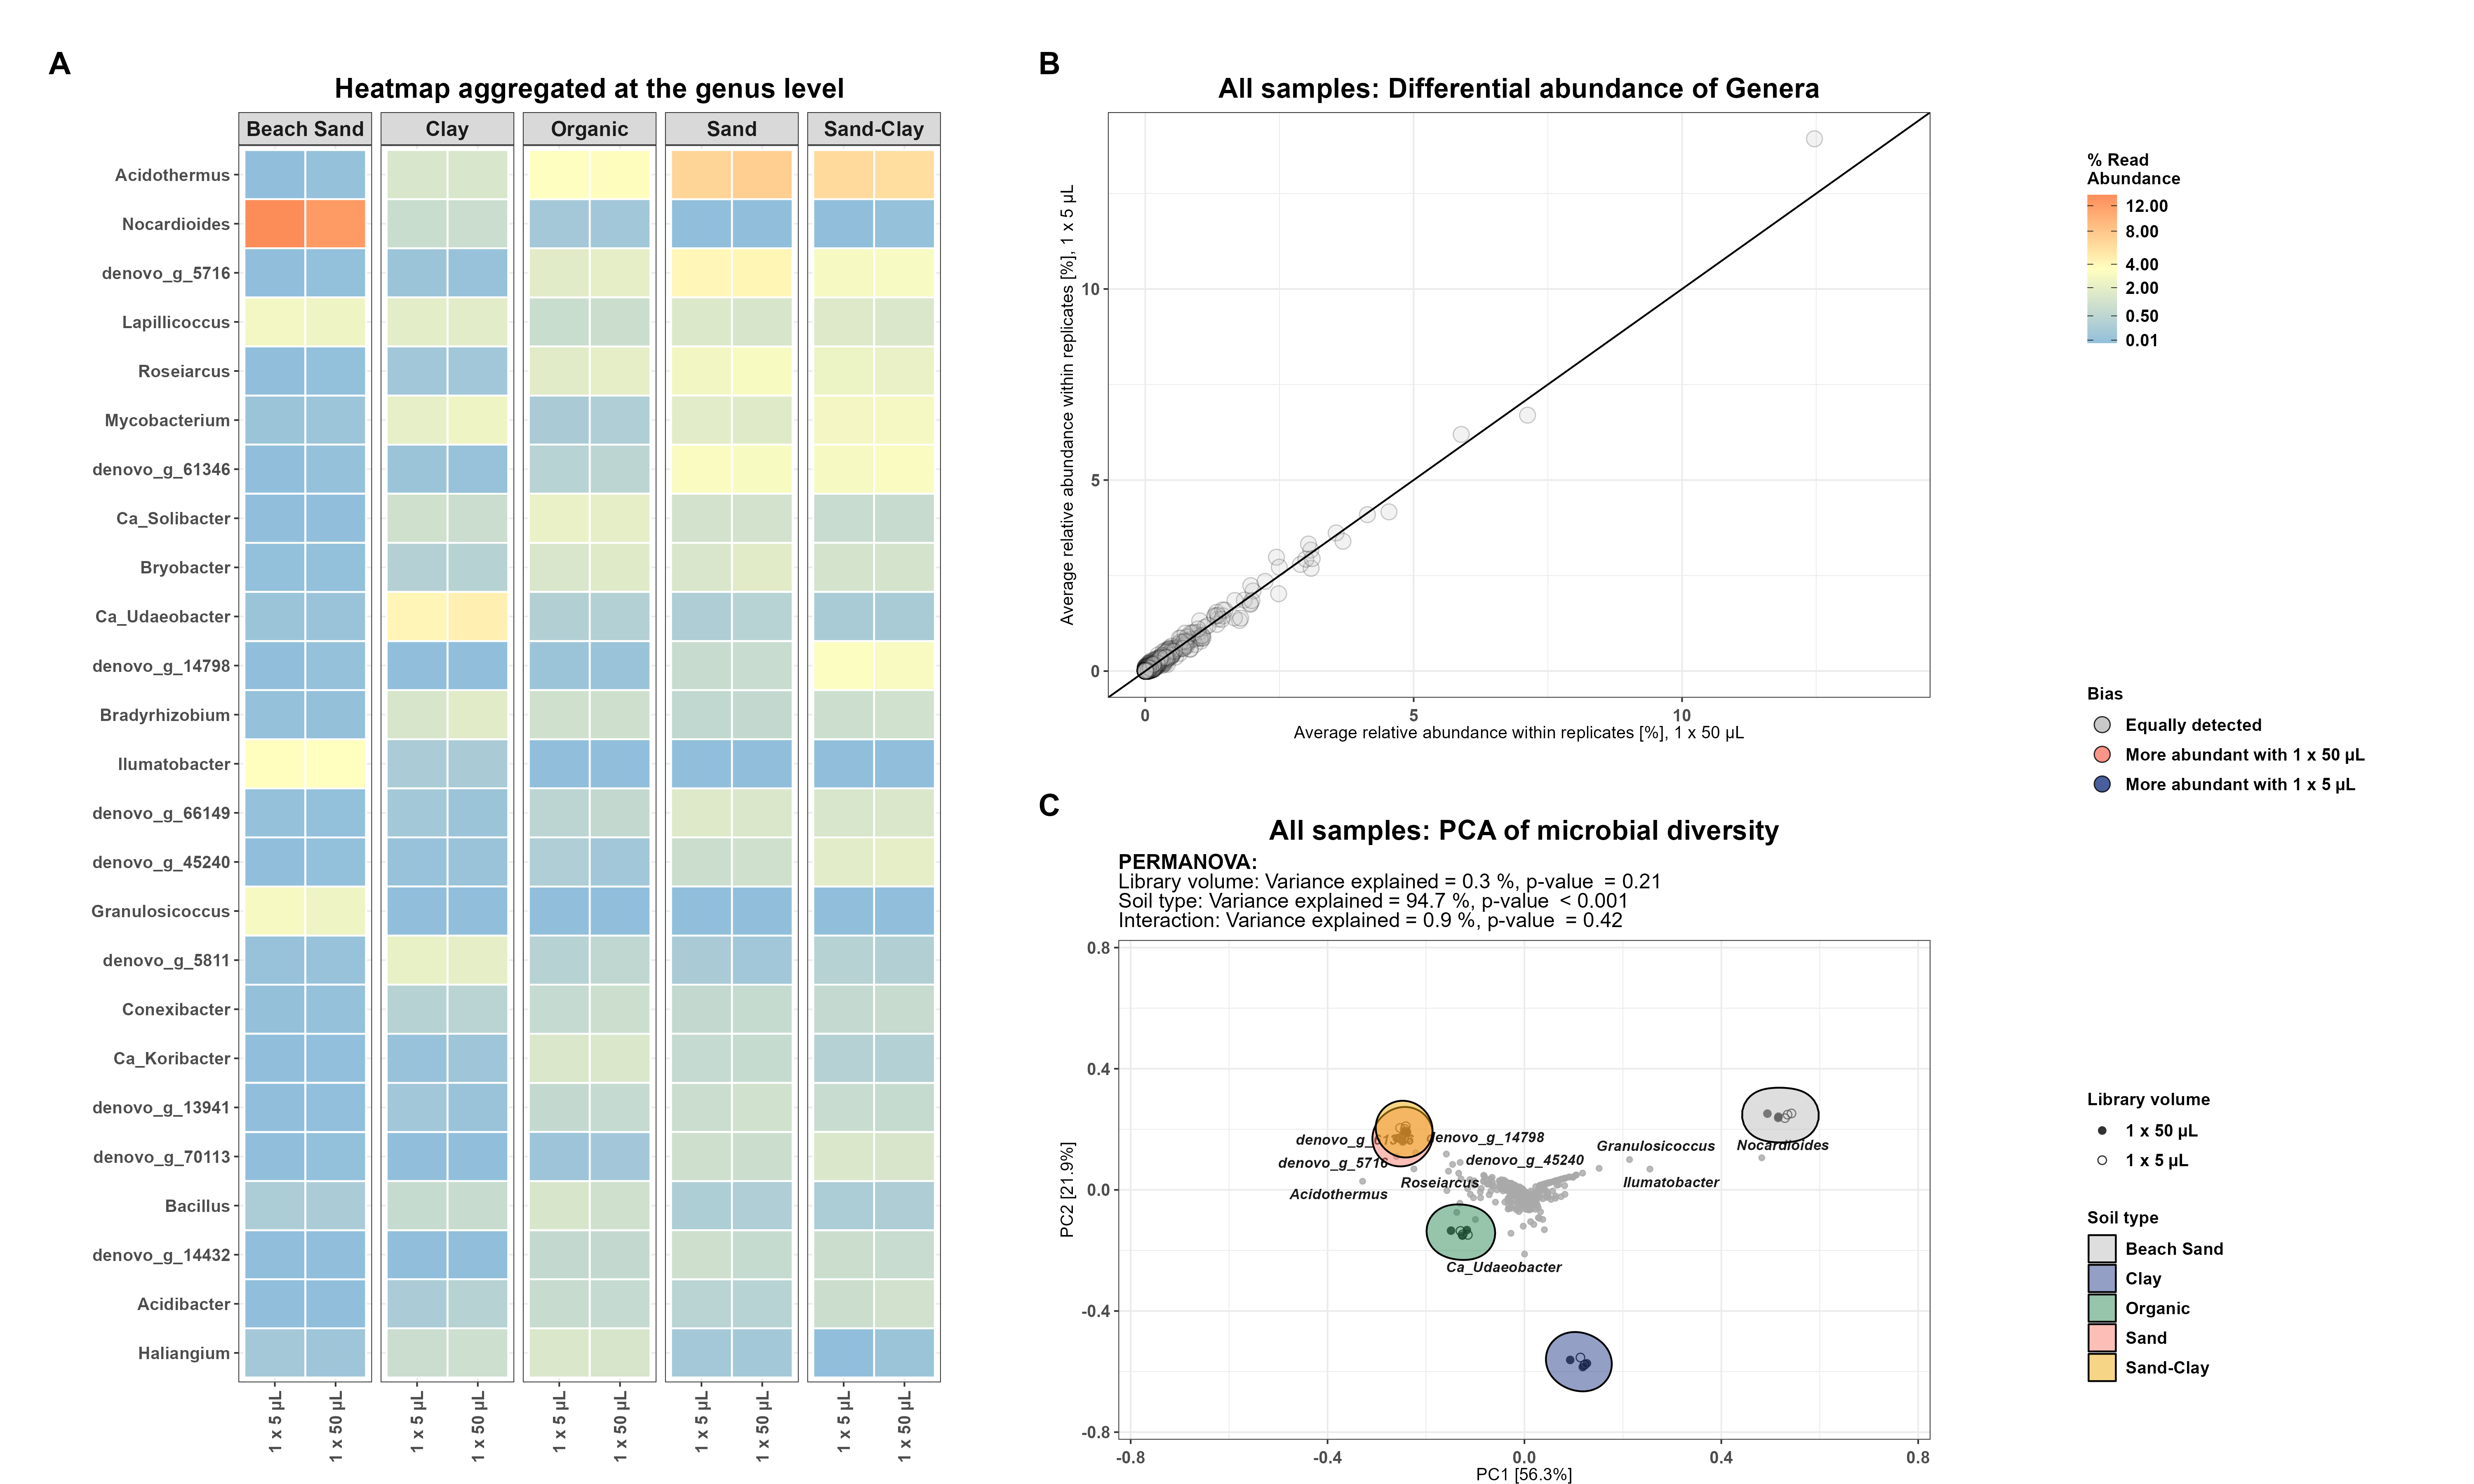 A
Heatmap aggregated at the genus level
Beach Sand
Clay
Organic
Sand
Sand-Clay
Acidothermus
Nocardioides
denovo_g_5716
Lapillicoccus
Roseiarcus
Mycobacterium
denovo_g_61346
Ca_Solibacter
Bryobacter
Ca_Udaeobacter
denovo_g_14798
Bradyrhizobium
Ilumatobacter
denovo_g_66149
denovo_g_45240
Granulosicoccus
denovo_g_5811
Conexibacter
Ca_Koribacter
denovo_g_13941
denovo_g_70113
Bacillus
denovo_g_14432
Acidibacter
Haliangium
1 x 5 µL
1 x 50 µL
1 x 5 µL
1 x 50 µL
1 x 5 µL
1 x 50 µL
1 x 5 µL
1 x 50 µL
1 x 5 µL
1 x 50 µL
B
All samples: Differential abundance of Genera
Average relative abundance within replicates [%], 1 x 5 µL
10
5
0
0
5
10
Average relative abundance within replicates [%], 1 x 50 µL
% Read
Abundance
12.00
8.00
4.00
2.00
0.50
0.01
Bias
Equally detected
More abundant with 1 x 50 µL
More abundant with 1 x 5 µL
C
All samples: PCA of microbial diversity
PERMANOVA:
Library volume: Variance explained = 0.3 %, p-value  = 0.21
Soil type: Variance explained = 94.7 %, p-value  < 0.001
Interaction: Variance explained = 0.9 %, p-value  = 0.42
PC2 [21.9%]
0.8
0.4
0.0
-0.4
-0.8
denovo_g_61346
denovo_g_14798
Granulosicoccus
Nocardioides
denovo_g_5716
denovo_g_45240
Acidothermus
Roseiarcus
Ilumatobacter
Ca_Udaeobacter
-0.8
-0.4
0.0
0.4
0.8
PC1 [56.3%]
Library volume
1 x 50 µL
1 x 5 µL
Soil type
Beach Sand
Clay
Organic
Sand
Sand-Clay